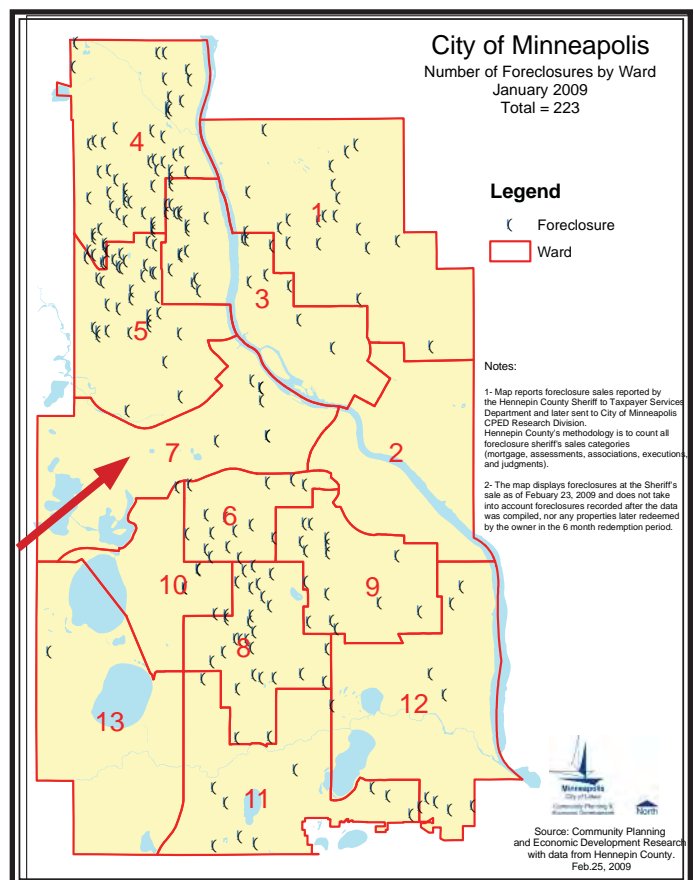 City of Minneapolis
Number of Foreclosures by Ward
January 2009
Total = 223
Legend
Foreclosure
Ward
4
1
3
5
7
2
6
10
9
8
12
13
11
Notes:
1- Map reports foreclosure sales reported by
the Hennepin County Sheriff to Taxpayer Services
Department and later sent to City of Minneapolis
CPED Research Division.
Hennepin County's methodology is to count all
foreclosure sheriff's sales categories
(mortgage, assessments, associations, executions,
and judgments).
2- The map displays foreclosures at the Sheriff's
sale as of Febuary 23, 2009 and does not take
into account foreclosures recorded after the data
was compiled, nor any properties later redeemed
by the owner in the 6 month redemption period.
Minneapolis
City of Lakes
Community Planning &
Economic Development
North
Source: Community Planning
and Economic Development Research
with data from Hennepin County.
Feb.25, 2009